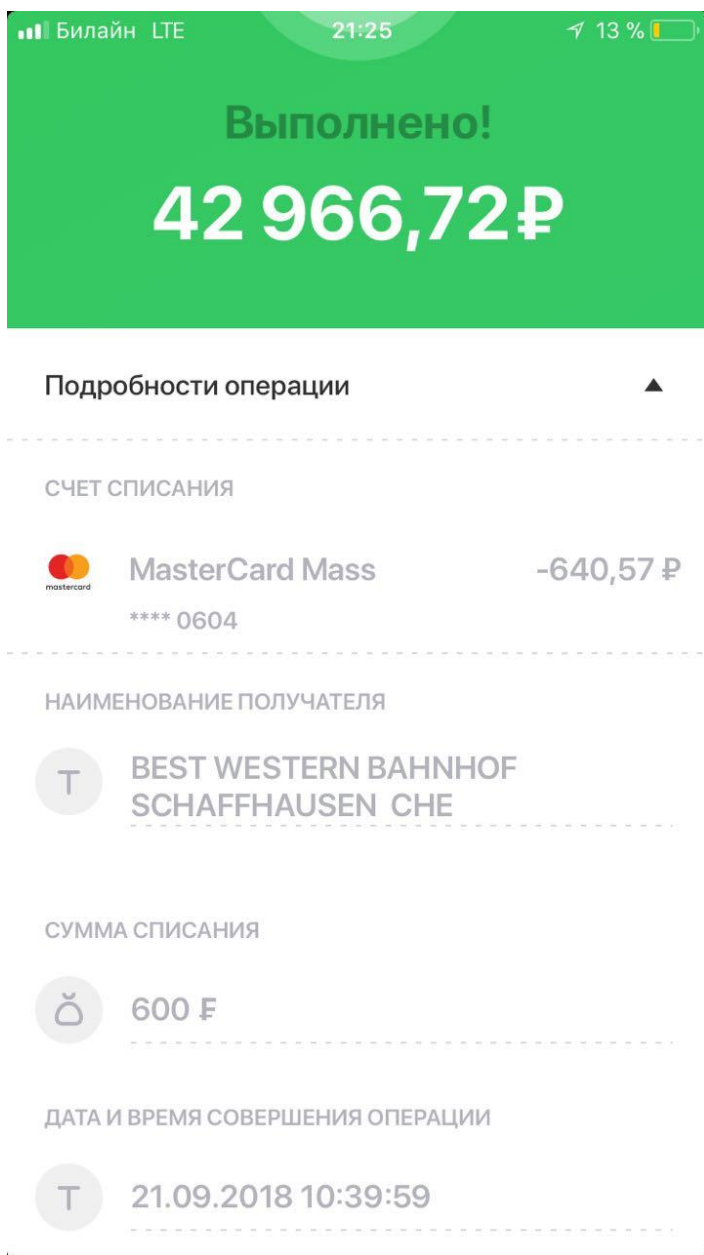 Билайн LTE 21:25 13 %
Выполнено!
42 966,72 ₽
Подробности операции
СЧЕТ СПИСАНИЯ
mastercard
MasterCard Mass -640,57 ₽
**** 0604
НАИМЕНОВАНИЕ ПОЛУЧАТЕЛЯ
T
BEST WESTERN BAHNHOF
SCHAFFHAUSEN CHE
СУММА СПИСАНИЯ
600 ₣
ДАТА И ВРЕМЯ СОВЕРШЕНИЯ ОПЕРАЦИИ
T
21.09.2018 10:39:59